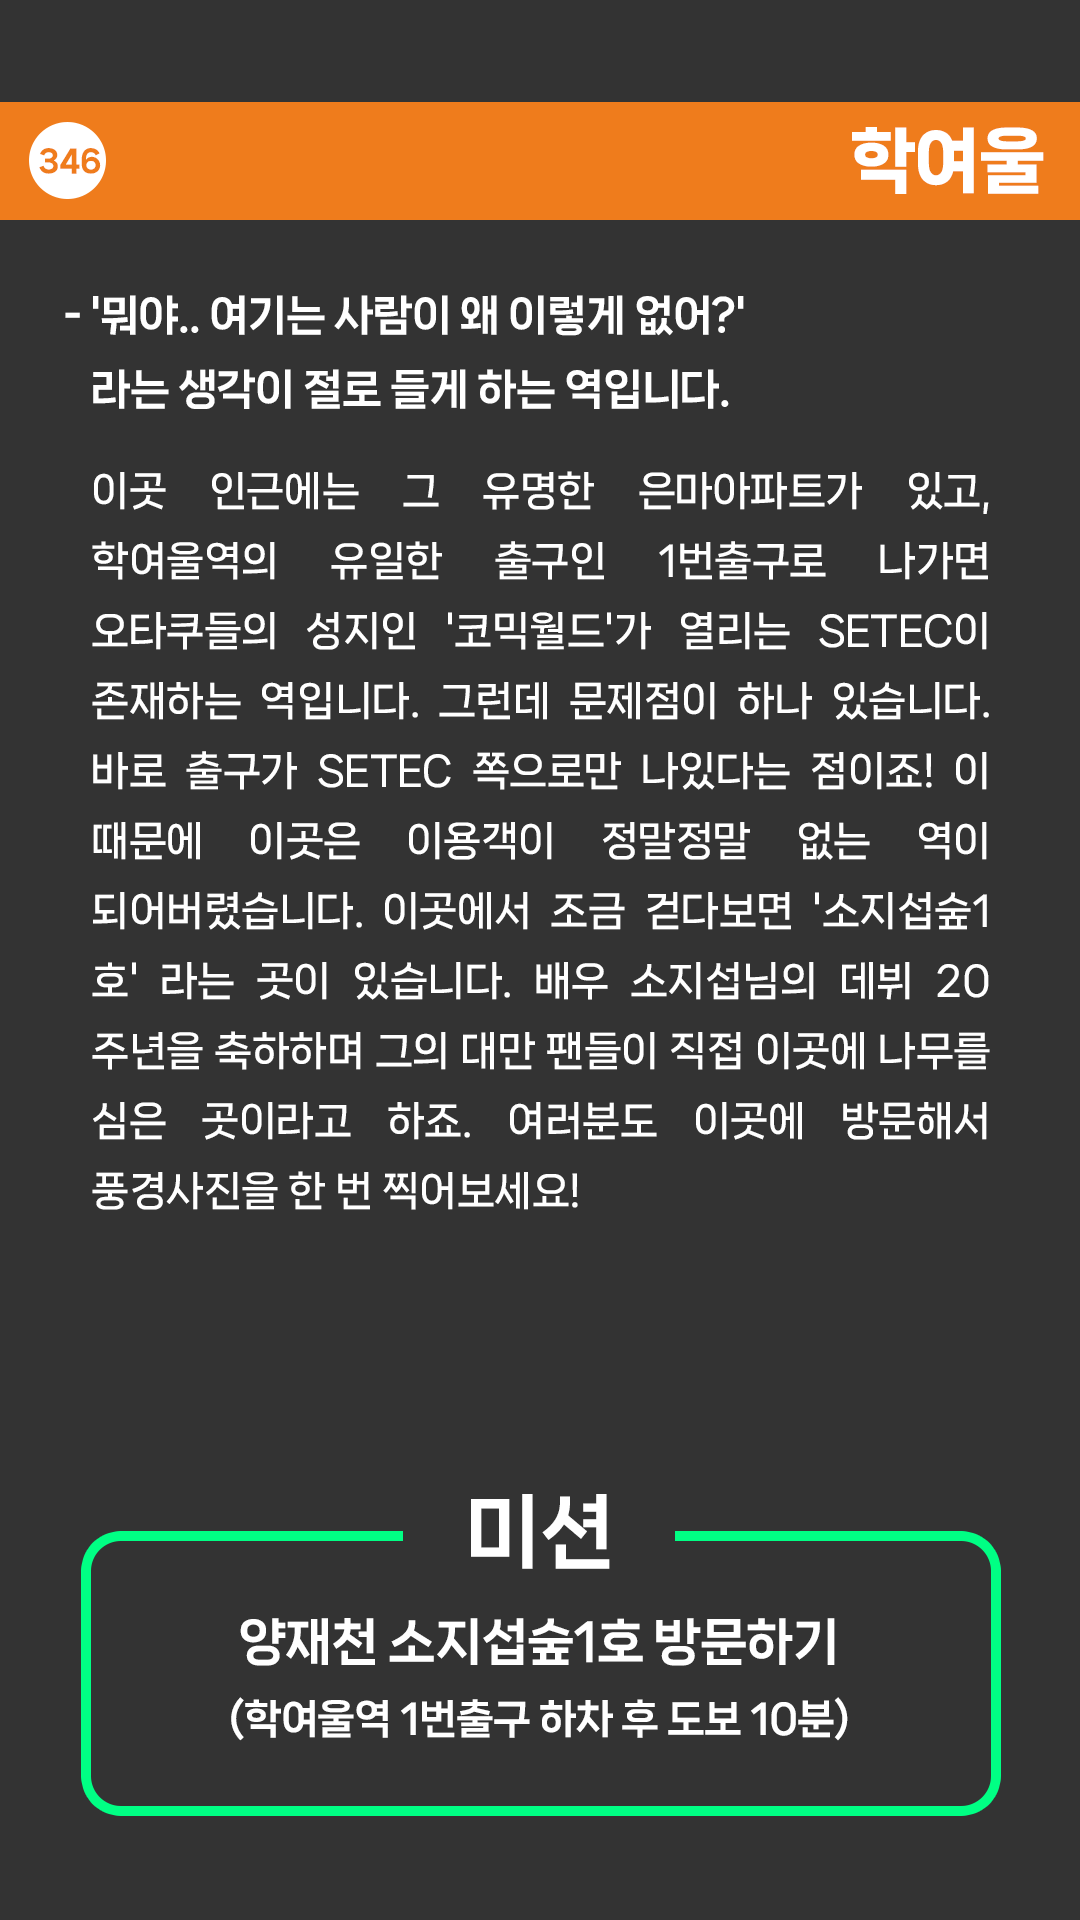 346
학여울
- '뭐야.. 여기는 사람이 왜 이렇게 없어?'
라는 생각이 절로 들게 하는 역입니다.
이곳 인근에는 그 유명한 은마아파트가 있고,
학여울역의 유일한 출구인 1번출구로 나가면
오타쿠들의 성지인 '코믹월드'가 열리는 SETEC이
존재하는 역입니다. 그런데 문제점이 하나 있습니다.
바로 출구가 SETEC 쪽으로만 나있다는 점이죠! 이
때문에 이곳은 이용객이 정말정말 없는 역이
되어버렸습니다. 이곳에서 조금 걷다보면 '소지섭숲1
호' 라는 곳이 있습니다. 배우 소지섭님의 데뷔 20
주년을 축하하며 그의 대만 팬들이 직접 이곳에 나무를
심은 곳이라고 하죠. 여러분도 이곳에 방문해서
풍경사진을 한 번 찍어보세요!
미션
양재천 소지섭숲1호 방문하기
(학여울역 1번출구 하차 후 도보 10분)